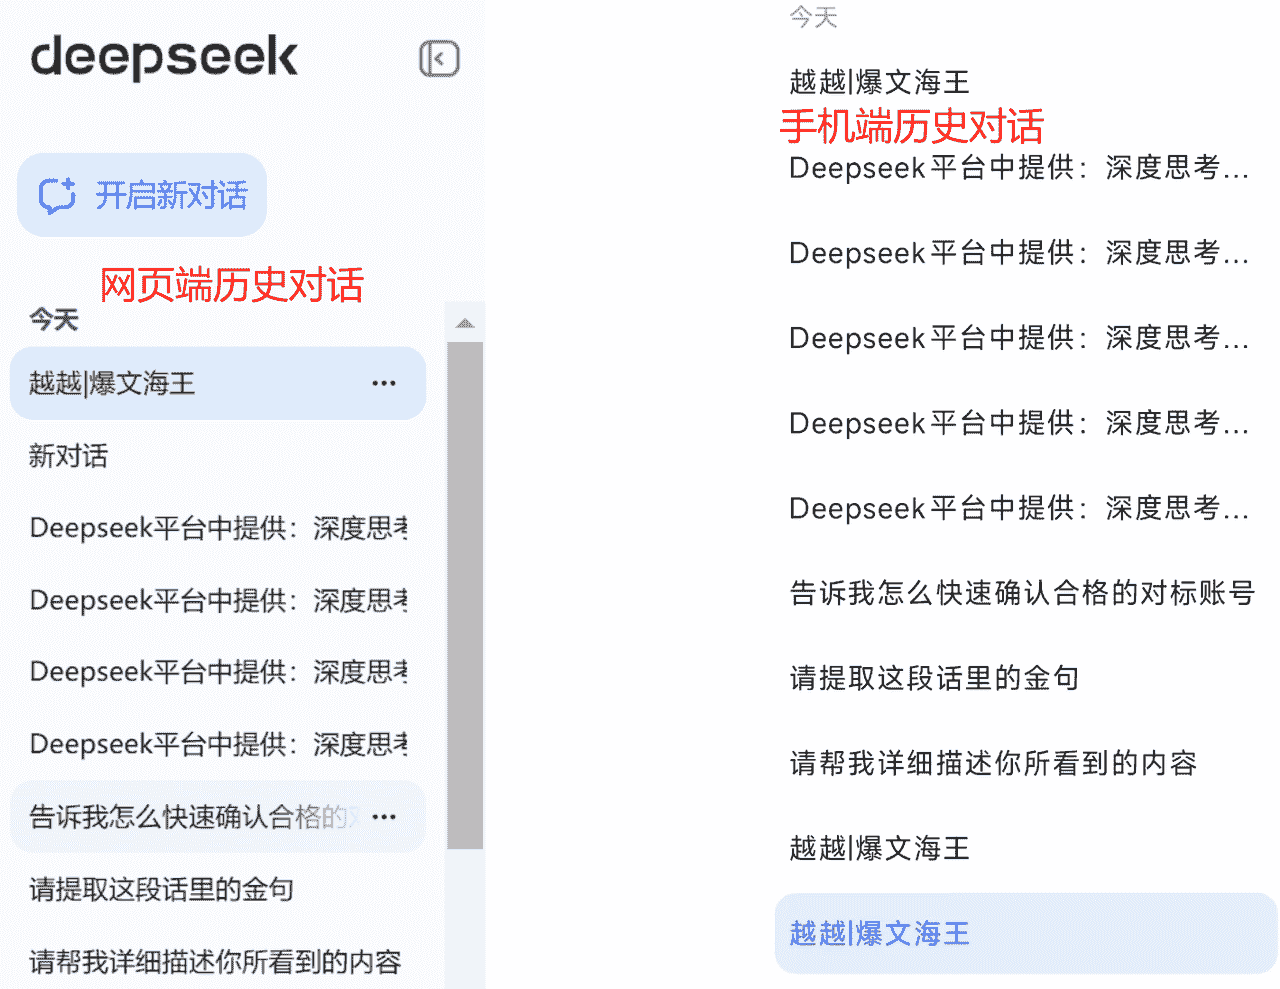 deepseek
开启新对话
网页端历史对话
今天
越越|爆文海王
新对话
Deepseek平台中提供：深度思考
Deepseek平台中提供：深度思考
Deepseek平台中提供：深度思考
Deepseek平台中提供：深度思考
告诉我怎么快速确认合格的对
请提取这段话里的金句
请帮我详细描述你所看到的内容
今天
越越|爆文海王
手机端历史对话
Deepseek平台中提供：深度思考...
Deepseek平台中提供：深度思考...
Deepseek平台中提供：深度思考...
Deepseek平台中提供：深度思考...
Deepseek平台中提供：深度思考...
告诉我怎么快速确认合格的对标账号
请提取这段话里的金句
请帮我详细描述你所看到的内容
越越|爆文海王
越越|爆文海王